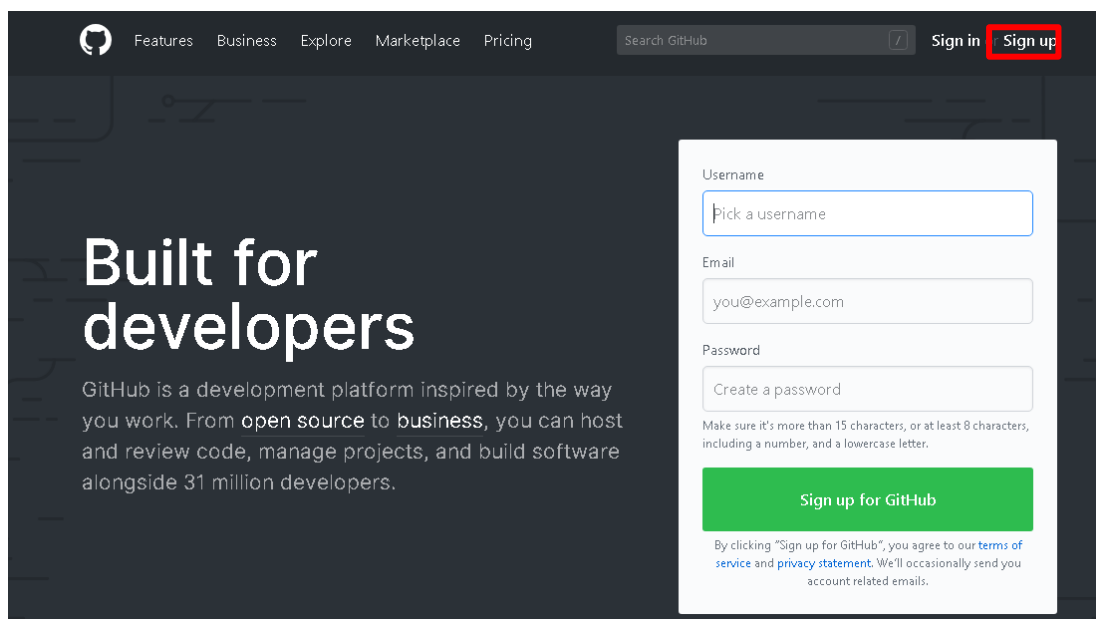 Features Business Explore Marketplace Pricing Search GitHub / Sign in or Sign up
Built for
developers
GitHub is a development platform inspired by the way
you work. From open source to business, you can host
and review code, manage projects, and build software
alongside 31 million developers.
Username
Pick a username
Email
you@example.com
Password
Create a password
Make sure it's more than 15 characters, or at least 8 characters,
including a number, and a lowercase letter.
Sign up for GitHub
By clicking “Sign up for GitHub”, you agree to our terms of
service and privacy statement. We’ll occasionally send you
account related emails.